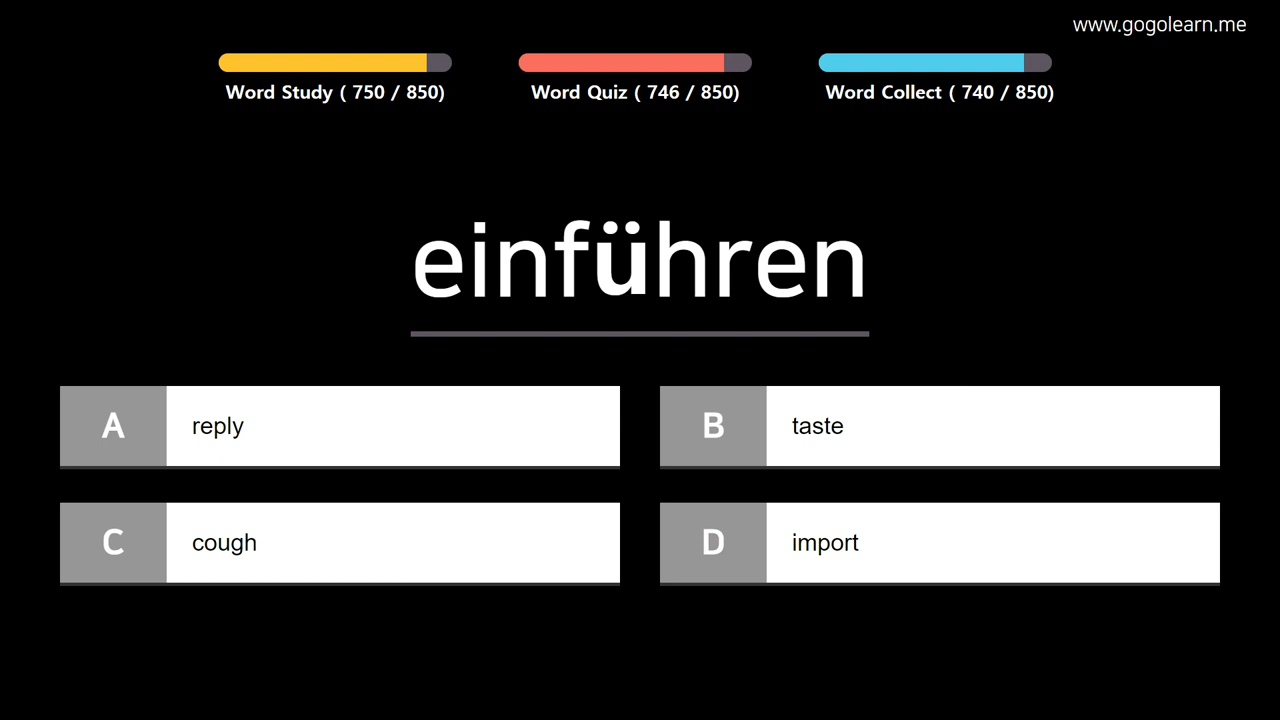 www.gogolearn.me
Word Study ( 750 / 850)
Word Quiz ( 746 / 850)
Word Collect ( 740 / 850)
einführen
A reply
B taste
C cough
D import